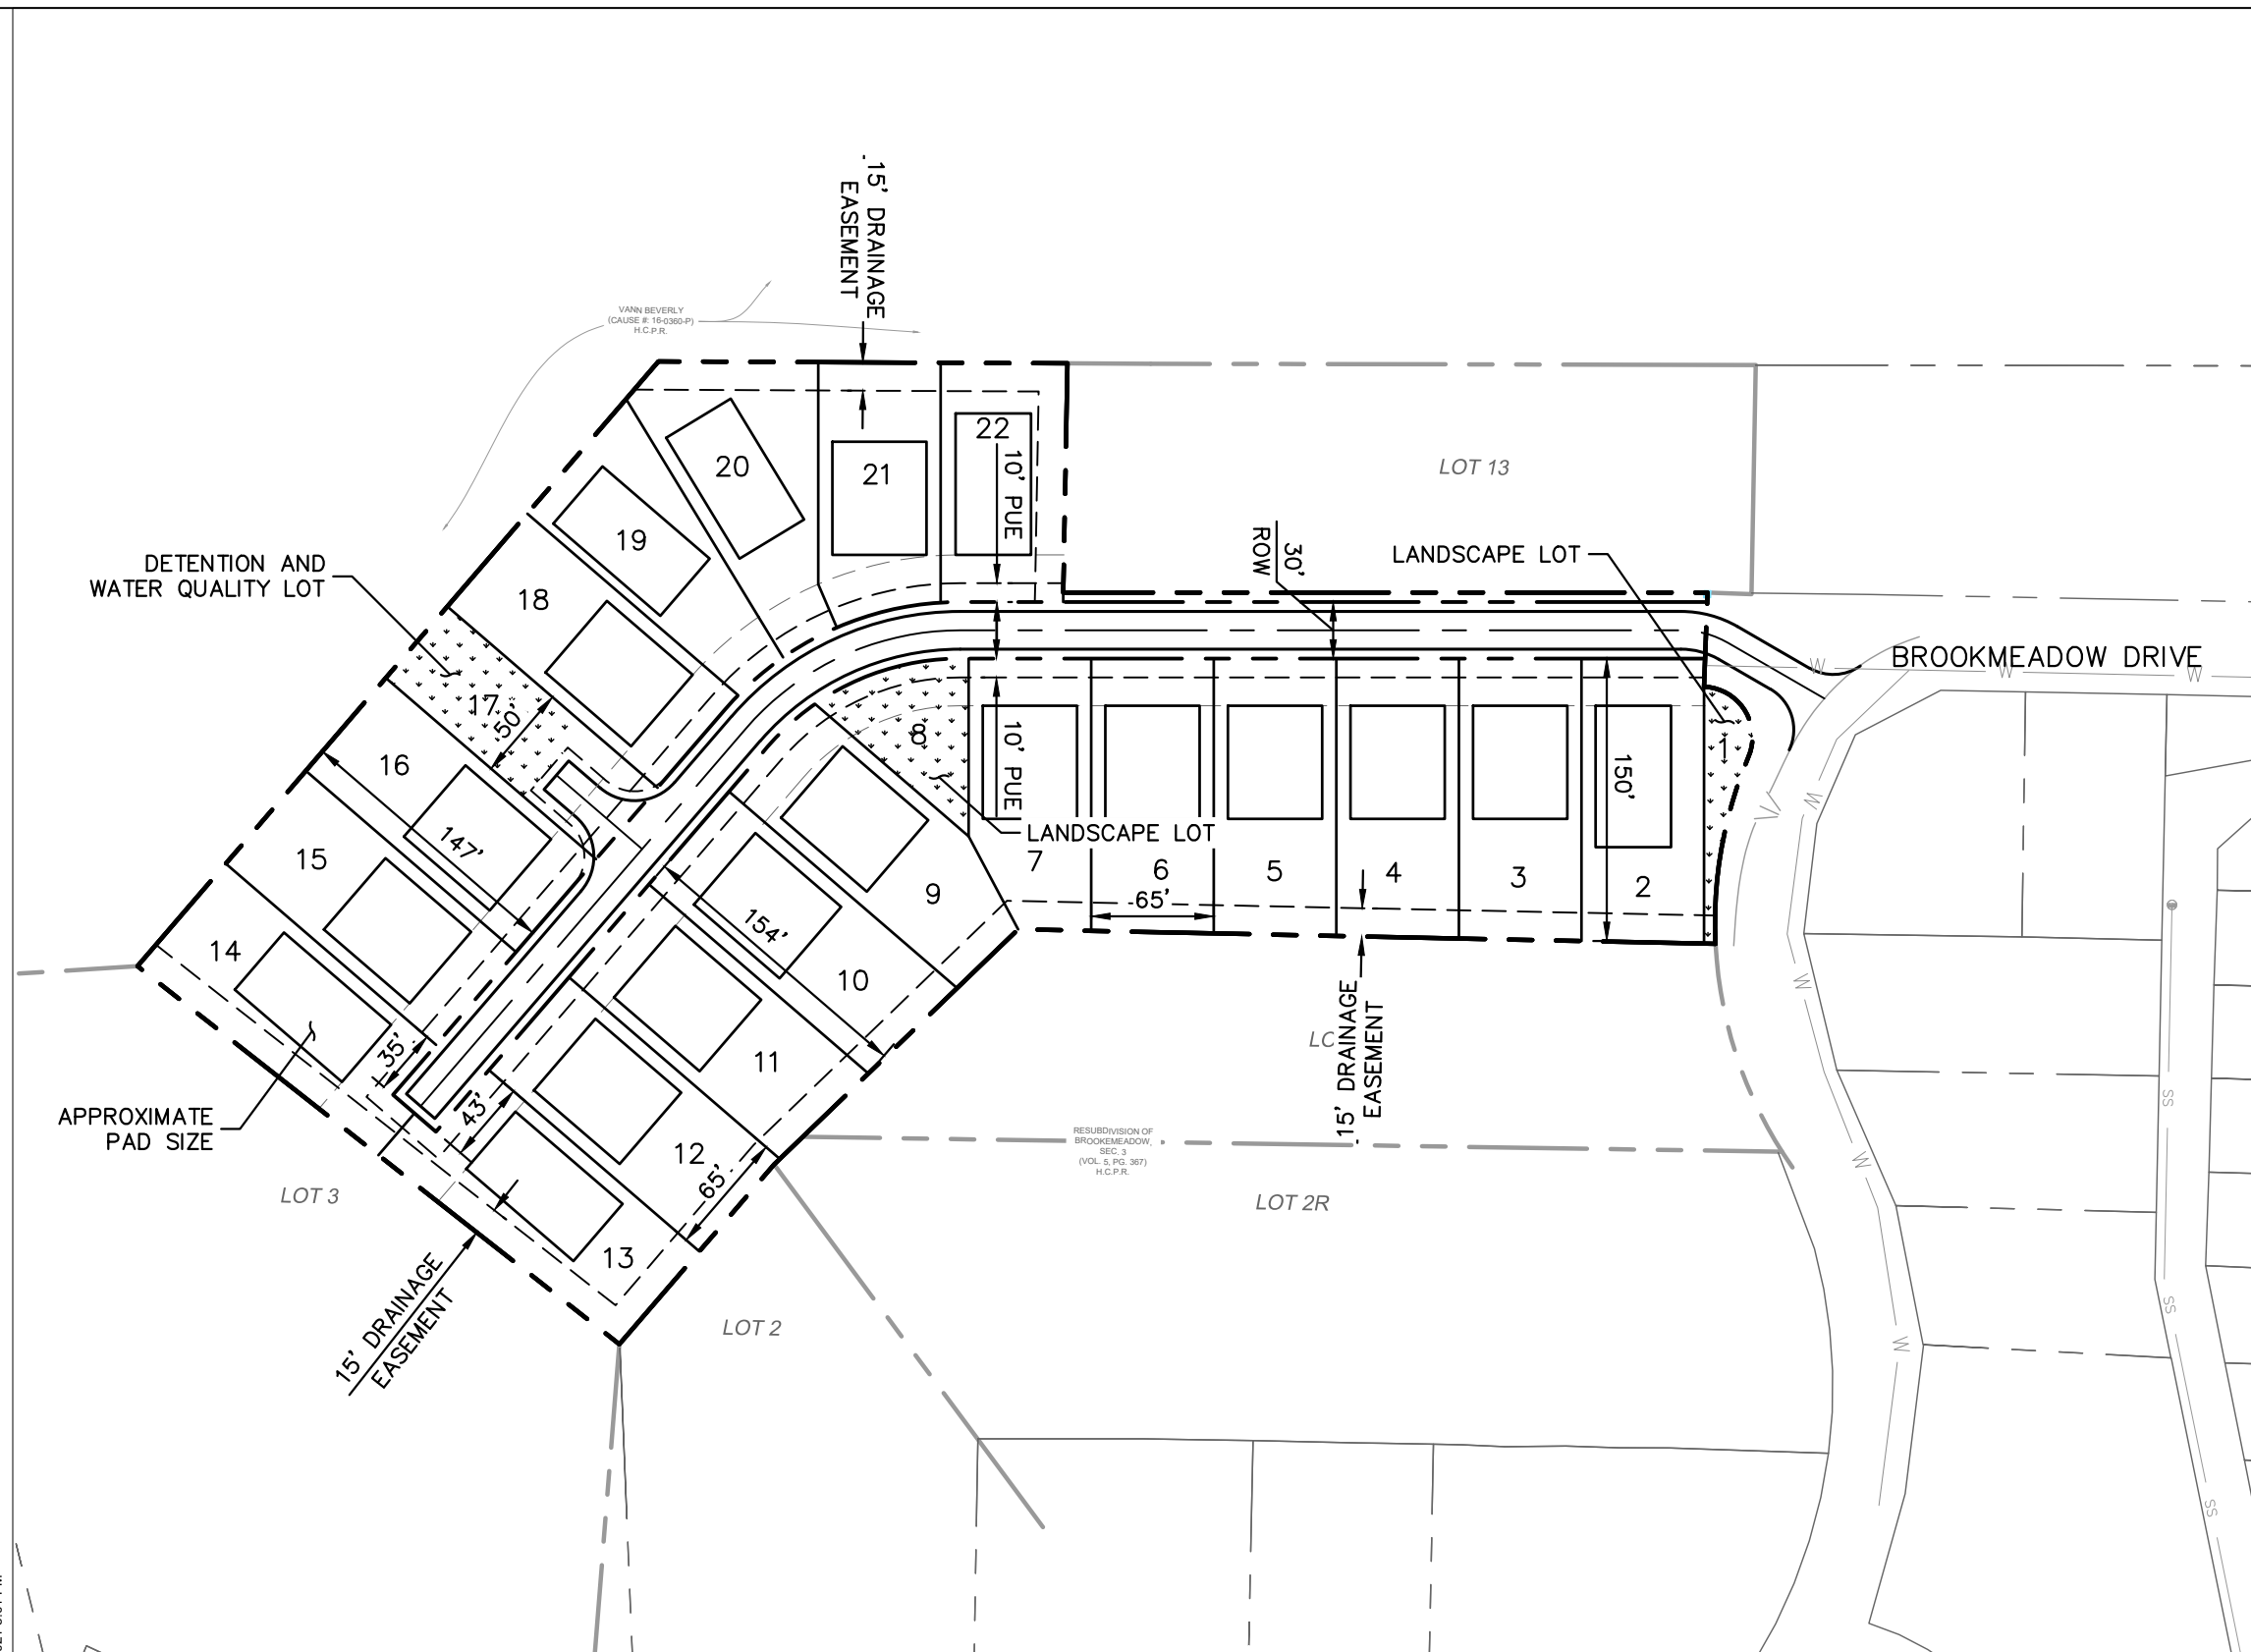 .15' DRAINAGE
EASEMENT
VANN BEVERLY
(CAUSE #: 16-0360-P)
H.C.P.R.
22
20
21
10' PUE
LOT 13
30'
ROW
LANDSCAPE LOT
19
DETENTION AND
WATER QUALITY LOT
18
BROOKMEADOW DRIVE
W
W
W
17
50'
8
1
16
10' PUE
150'
W
W
LANDSCAPE LOT
147'
15
7
6
5
4
3
2
9
65'
154'
14
10
W
35'
11
15' DRAINAGE
EASEMENT
43'
APPROXIMATE
PAD SIZE
RESUBDIVISION OF
BROOKEMEADOW,
SEC. 3
(VOL. 5, PG. 367)
H.C.P.R.
12
65'
W
SS
LOT 3
LOT 2R
13
15' DRAINAGE
EASEMENT
LOT 2
W
SS
SS